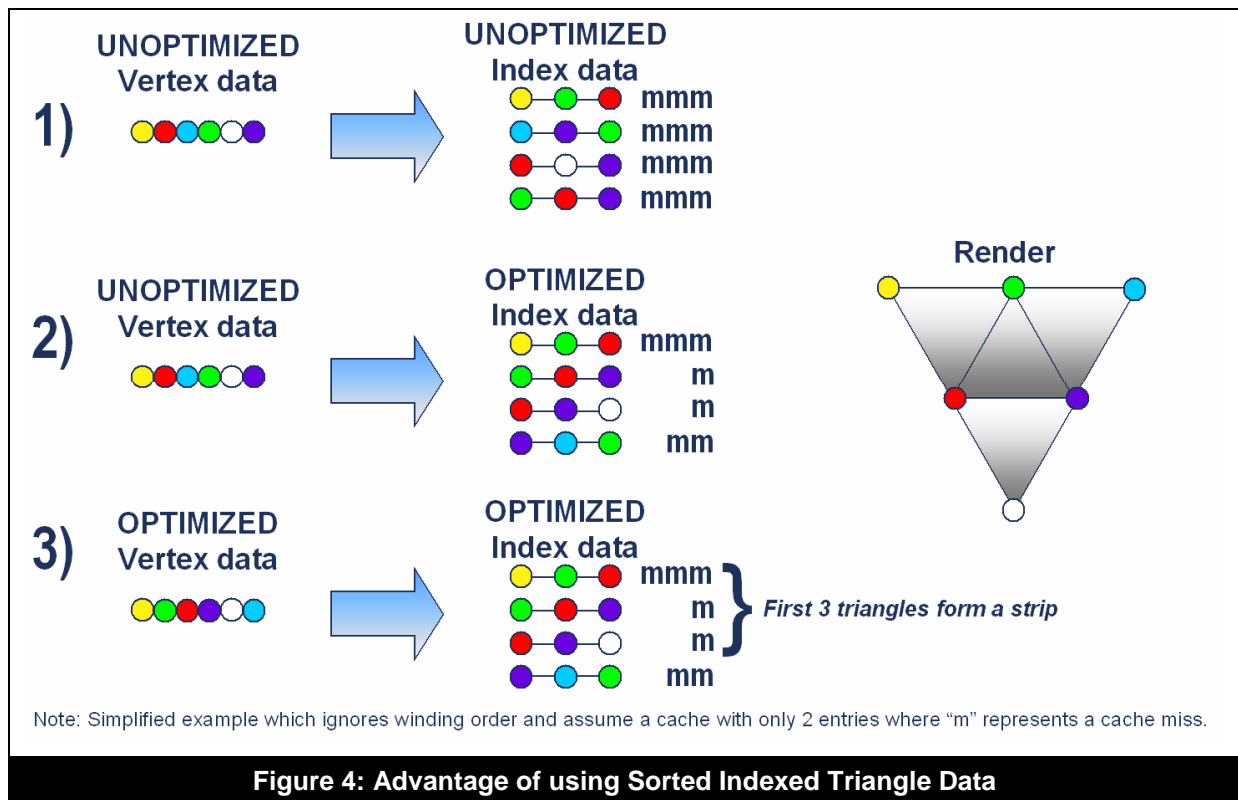 UNOPTIMIZED
Vertex data
UNOPTIMIZED
Index data
1)
mmm
mmm
mmm
mmm
UNOPTIMIZED
Vertex data
OPTIMIZED
Index data
2)
mmm
m
m
mm
Render
OPTIMIZED
Vertex data
OPTIMIZED
Index data
3)
mmm
m
m
mm
} First 3 triangles form a strip
Note: Simplified example which ignores winding order and assume a cache with only 2 entries where “m” represents a cache miss.
Figure 4: Advantage of using Sorted Indexed Triangle Data